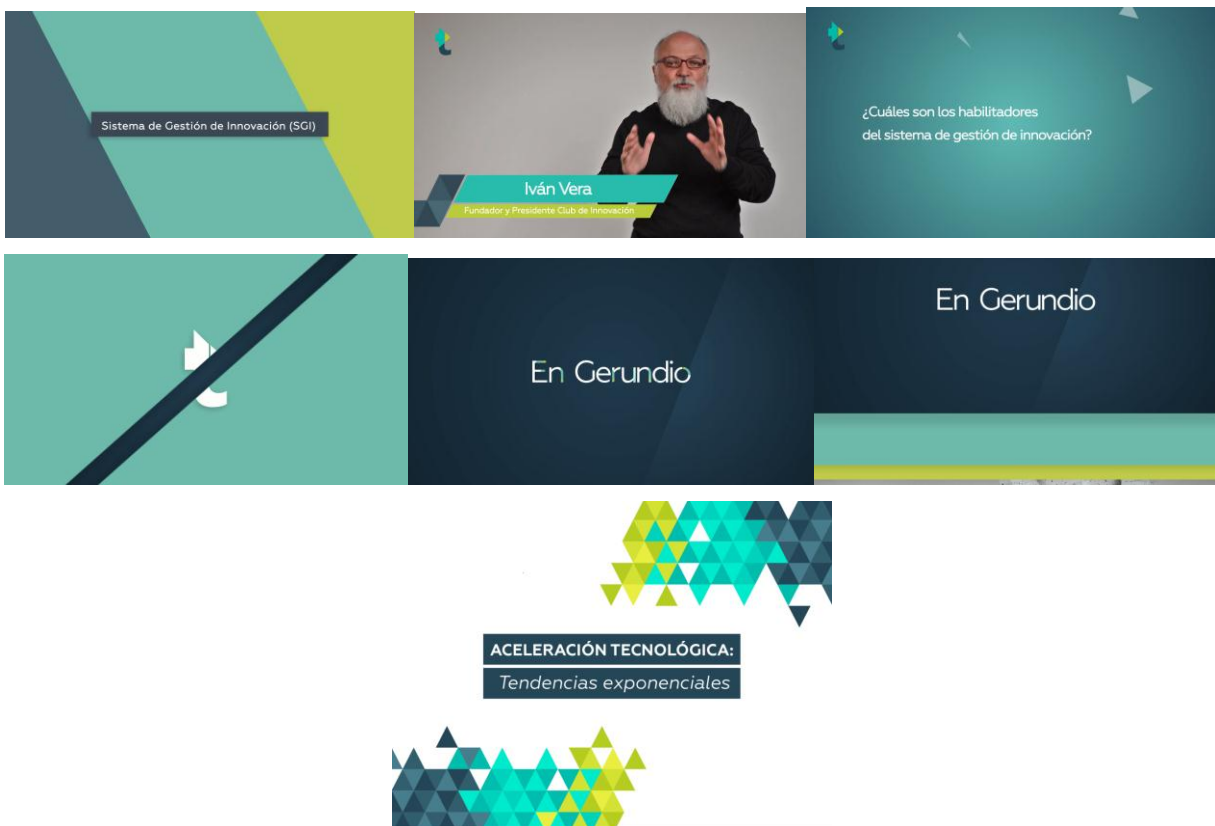 Sistema de Gestión de Innovación (SGI)
Iván Vera
Fundador y Presidente Club de Innovación
¿Cuáles son los habilitadores
del sistema de gestión de innovación?
En Gerundio
En Gerundio
ACELERACIÓN TECNOLÓGICA:
Tendencias exponenciales